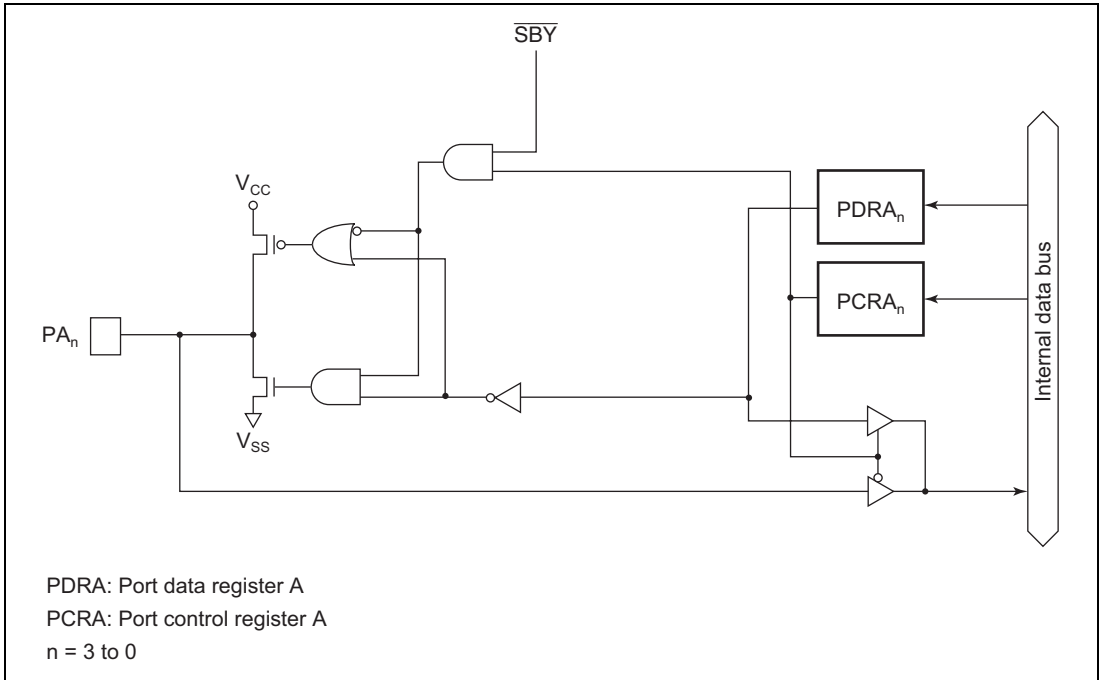 S̅B̅Y̅
V_CC
PDRA_n
PCRA_n
PA_n
V_SS
Internal data bus
PDRA: Port data register A
PCRA: Port control register A
n = 3 to 0